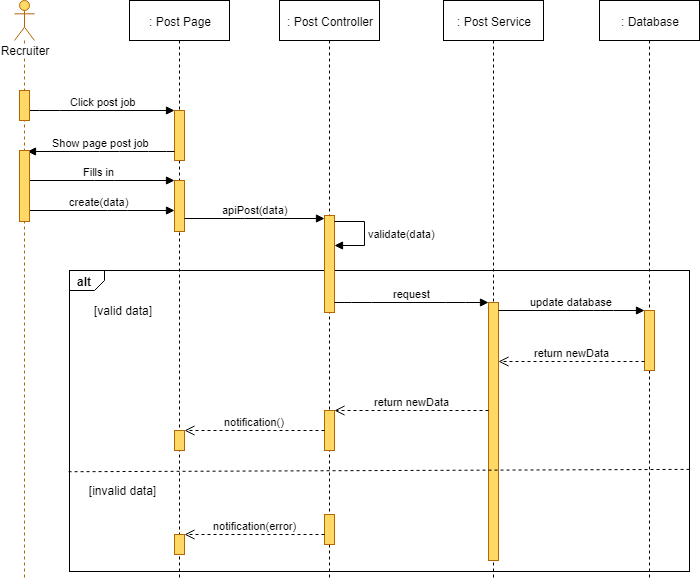 Recruiter
: Post Page
: Post Controller
: Post Service
: Database
Click post job
Show page post job
Fills in
create(data)
apiPost(data)
validate(data)
alt
[valid data]
request
update database
return newData
return newData
notification()
[invalid data]
notification(error)